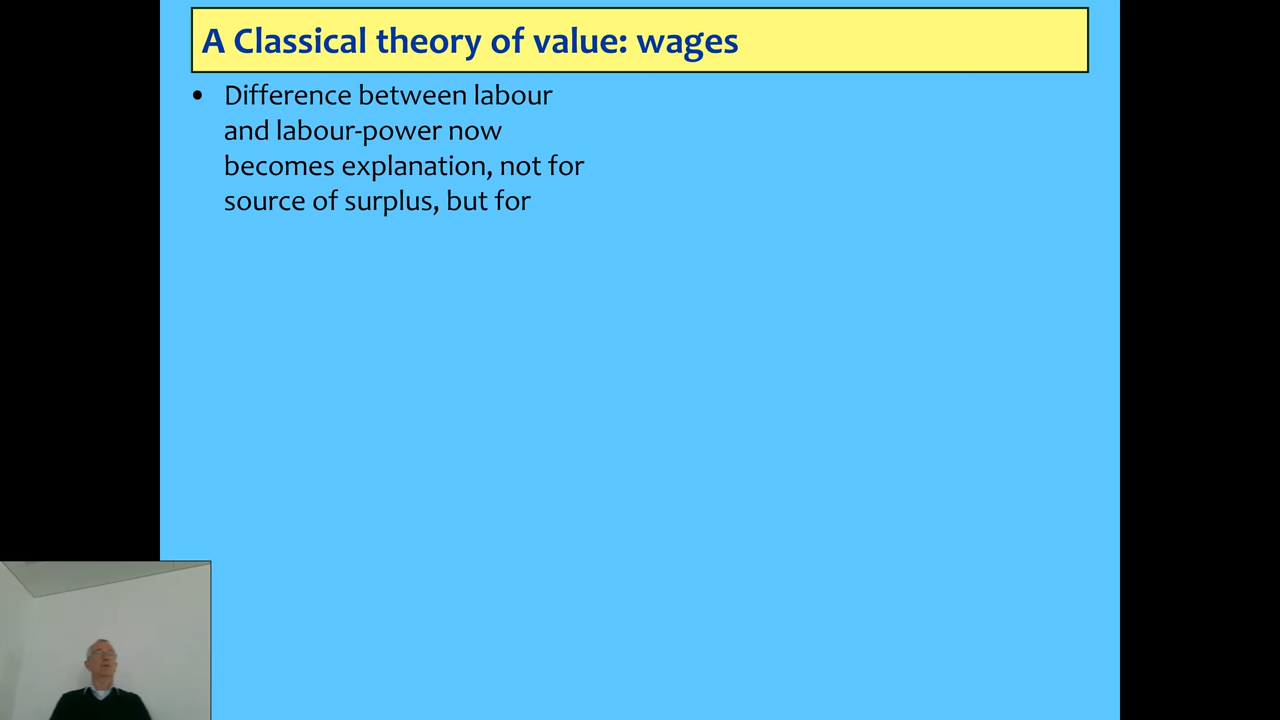 A Classical theory of value: wages
• Difference between labour
and labour-power now
becomes explanation, not for
source of surplus, but for